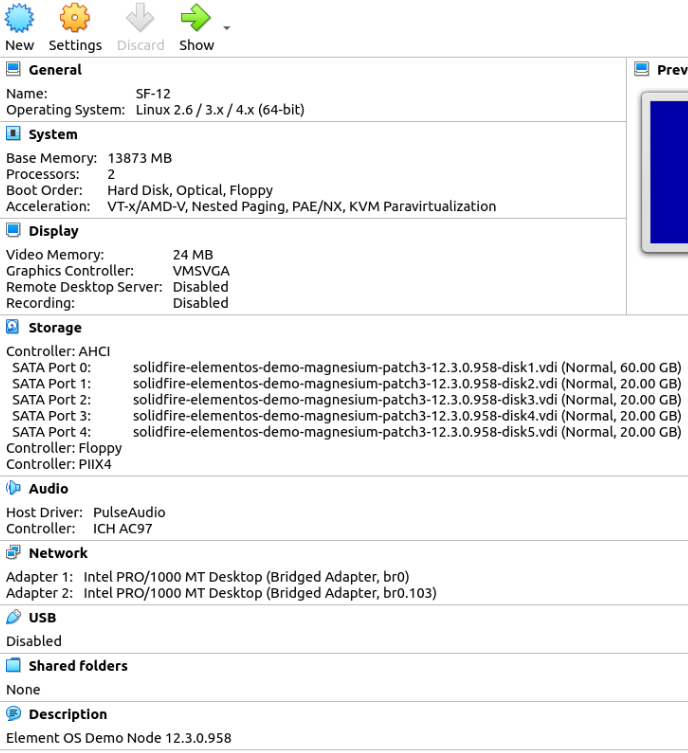 New Settings Discard Show
General
Name: SF-12
Operating System: Linux 2.6 / 3.x / 4.x (64-bit)
System
Base Memory: 13873 MB
Processors: 2
Boot Order: Hard Disk, Optical, Floppy
Acceleration: VT-x/AMD-V, Nested Paging, PAE/NX, KVM Paravirtualization
Prev
Display
Video Memory: 24 MB
Graphics Controller: VMSVGA
Remote Desktop Server: Disabled
Recording: Disabled
Storage
Controller: AHCI
SATA Port 0: solidfire-elementos-demo-magnesium-patch3-12.3.0.958-disk1.vdi (Normal, 60.00 GB)
SATA Port 1: solidfire-elementos-demo-magnesium-patch3-12.3.0.958-disk2.vdi (Normal, 20.00 GB)
SATA Port 2: solidfire-elementos-demo-magnesium-patch3-12.3.0.958-disk3.vdi (Normal, 20.00 GB)
SATA Port 3: solidfire-elementos-demo-magnesium-patch3-12.3.0.958-disk4.vdi (Normal, 20.00 GB)
SATA Port 4: solidfire-elementos-demo-magnesium-patch3-12.3.0.958-disk5.vdi (Normal, 20.00 GB)
Controller: Floppy
Controller: PIIX4
Audio
Host Driver: PulseAudio
Controller: ICH AC97
Network
Adapter 1: Intel PRO/1000 MT Desktop (Bridged Adapter, br0)
Adapter 2: Intel PRO/1000 MT Desktop (Bridged Adapter, br0.103)
USB
Disabled
Shared folders
None
Description
Element OS Demo Node 12.3.0.958